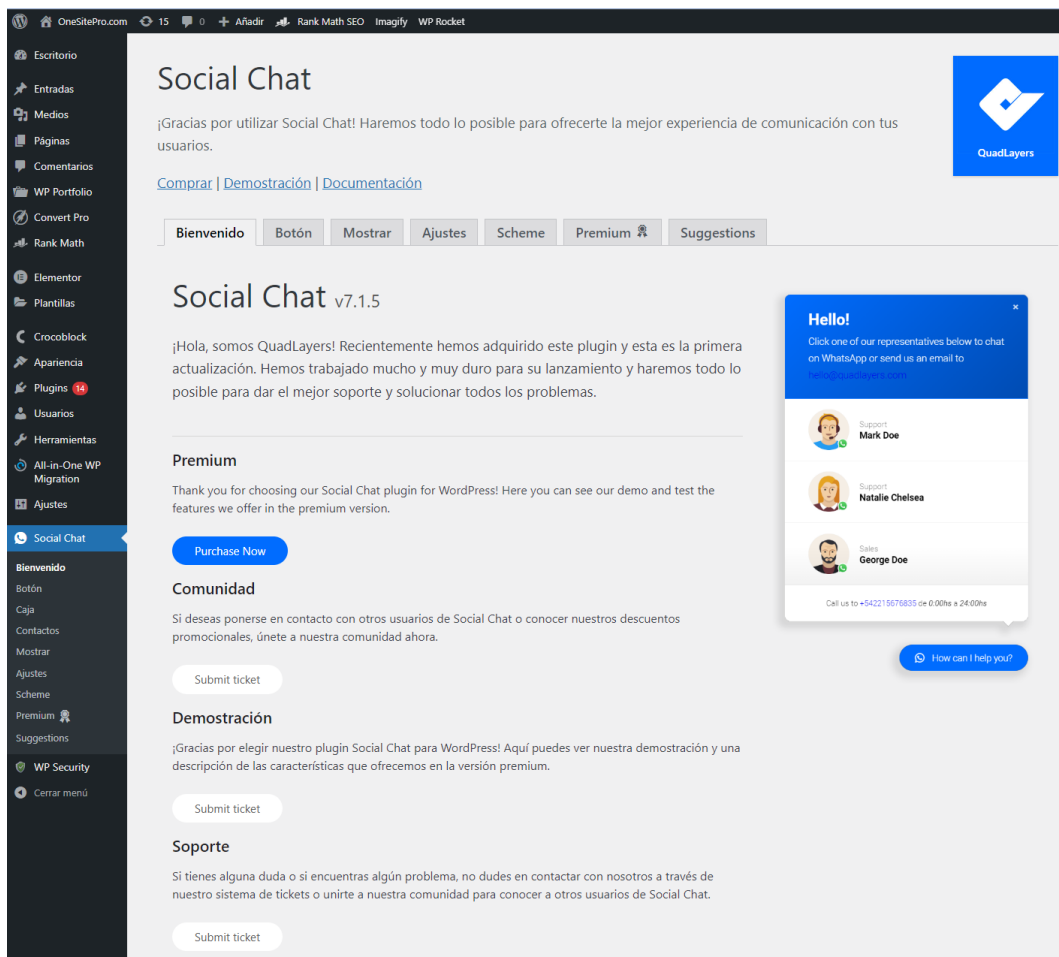 OneSitePro.com 15 0 Añadir Rank Math SEO Imagify WP Rocket
Escritorio
Entradas
Medios
Páginas
Comentarios
WP Portfolio
Convert Pro
Rank Math
Elementor
Plantillas
Crocoblock
Apariencia
Plugins 14
Usuarios
Herramientas
All-in-One WP
Migration
Ajustes
Social Chat
Bienvenido
Botón
Caja
Contactos
Mostrar
Ajustes
Scheme
Premium
Suggestions
WP Security
Cerrar menú
Social Chat
¡Gracias por utilizar Social Chat! Haremos todo lo posible para ofrecerte la mejor experiencia de comunicación con tus
usuarios.
Comprar | Demostración | Documentación
QuadLayers
Bienvenido Botón Mostrar Ajustes Scheme Premium Suggestions
Social Chat v7.1.5
¡Hola, somos QuadLayers! Recientemente hemos adquirido este plugin y esta es la primera
actualización. Hemos trabajado mucho y muy duro para su lanzamiento y haremos todo lo
posible para dar el mejor soporte y solucionar todos los problemas.
Premium
Thank you for choosing our Social Chat plugin for WordPress! Here you can see our demo and test the
features we offer in the premium version.
Purchase Now
Comunidad
Si deseas ponerse en contacto con otros usuarios de Social Chat o conocer nuestros descuentos
promocionales, únete a nuestra comunidad ahora.
Submit ticket
Demostración
¡Gracias por elegir nuestro plugin Social Chat para WordPress! Aquí puedes ver nuestra demostración y una
descripción de las características que ofrecemos en la versión premium.
Submit ticket
Soporte
Si tienes alguna duda o si encuentras algún problema, no dudes en contactar con nosotros a través de
nuestro sistema de tickets o unirte a nuestra comunidad para conocer a otros usuarios de Social Chat.
Submit ticket
Hello!
Click one of our representatives below to chat
on WhatsApp or send us an email to
hello@quadlayers.com
Support
Mark Doe
Support
Natalie Chelsea
Sales
George Doe
Call us to +542215676835 de 0:00hs a 24:00hs
How can I help you?